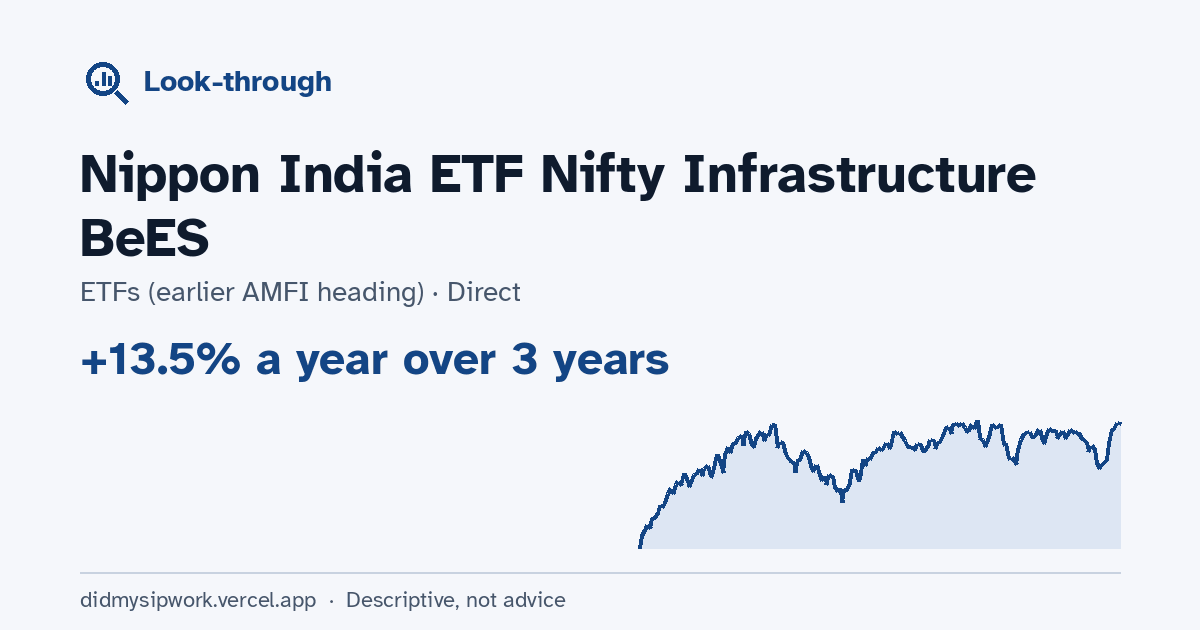 Look-through
Nippon India ETF Nifty Infrastructure
BeES
ETFs (earlier AMFI heading) · Direct
+13.5% a year over 3 years
didmysipwork.vercel.app · Descriptive, not advice